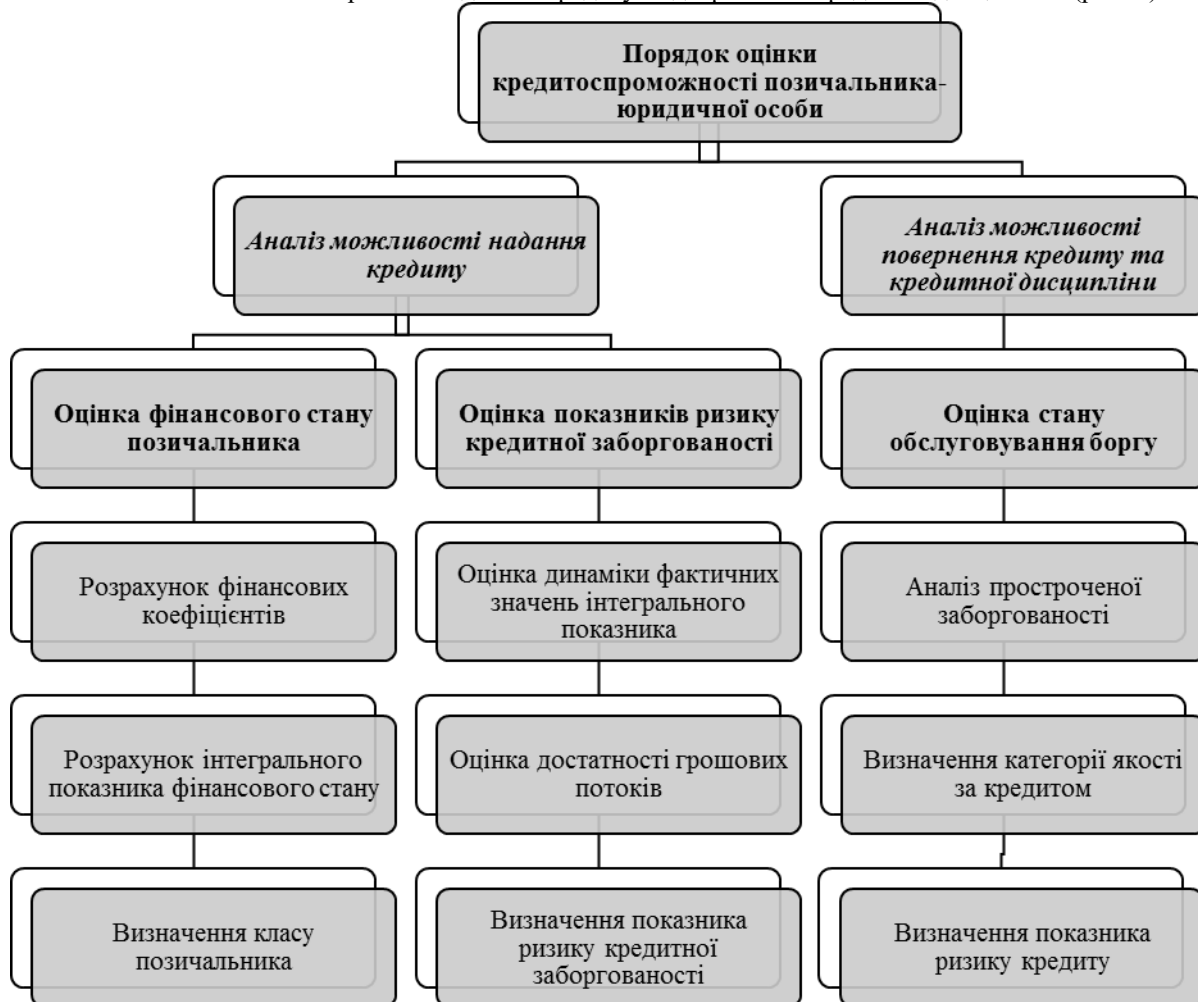 Порядок оцінки
кредитоспроможності позичальника-
юридичної особи
Аналіз можливості надання
кредиту
Аналіз можливості
повернення кредиту та
кредитної дисципліни
Оцінка фінансового стану
позичальника
Оцінка показників ризику
кредитної заборгованості
Оцінка стану
обслуговування боргу
Розрахунок фінансових
коефіцієнтів
Оцінка динаміки фактичних
значень інтегрального
показника
Аналіз простроченої
заборгованості
Розрахунок інтегрального
показника фінансового стану
Оцінка достатності грошових
потоків
Визначення категорії якості
за кредитом
Визначення класу
позичальника
Визначення показника
ризику кредитної
заборгованості
Визначення показника
ризику кредиту